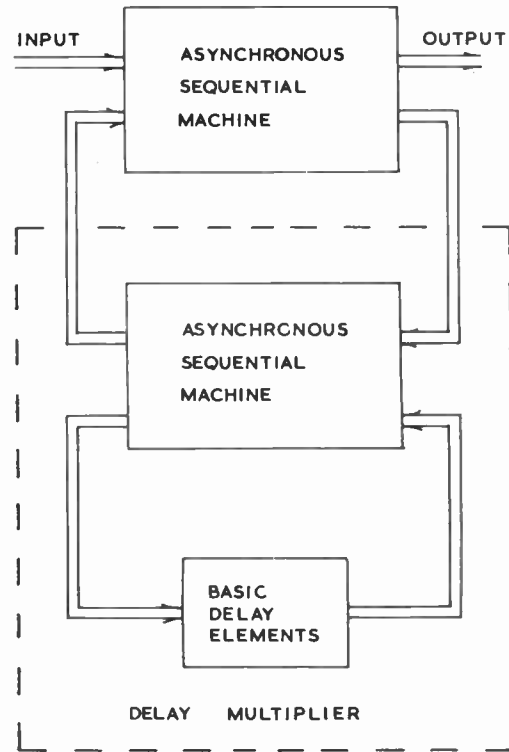 INPUT
OUTPUT
ASYNCHRONOUS
SEQUENTIAL
MACHINE
ASYNCHRONOUS
SEQUENTIAL
MACHINE
BASIC
DELAY
ELEMENTS
DELAY MULTIPLIER